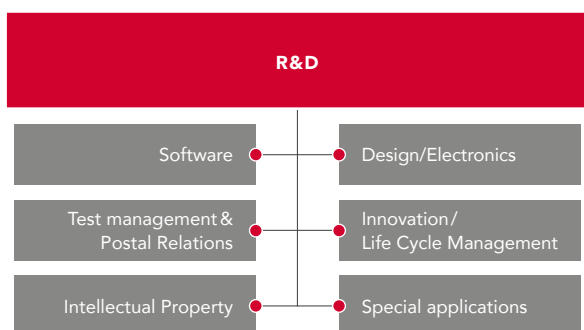 R&D
Software
Design/Electronics
Test management &
Postal Relations
Innovation/
Life Cycle Management
Intellectual Property
Special applications